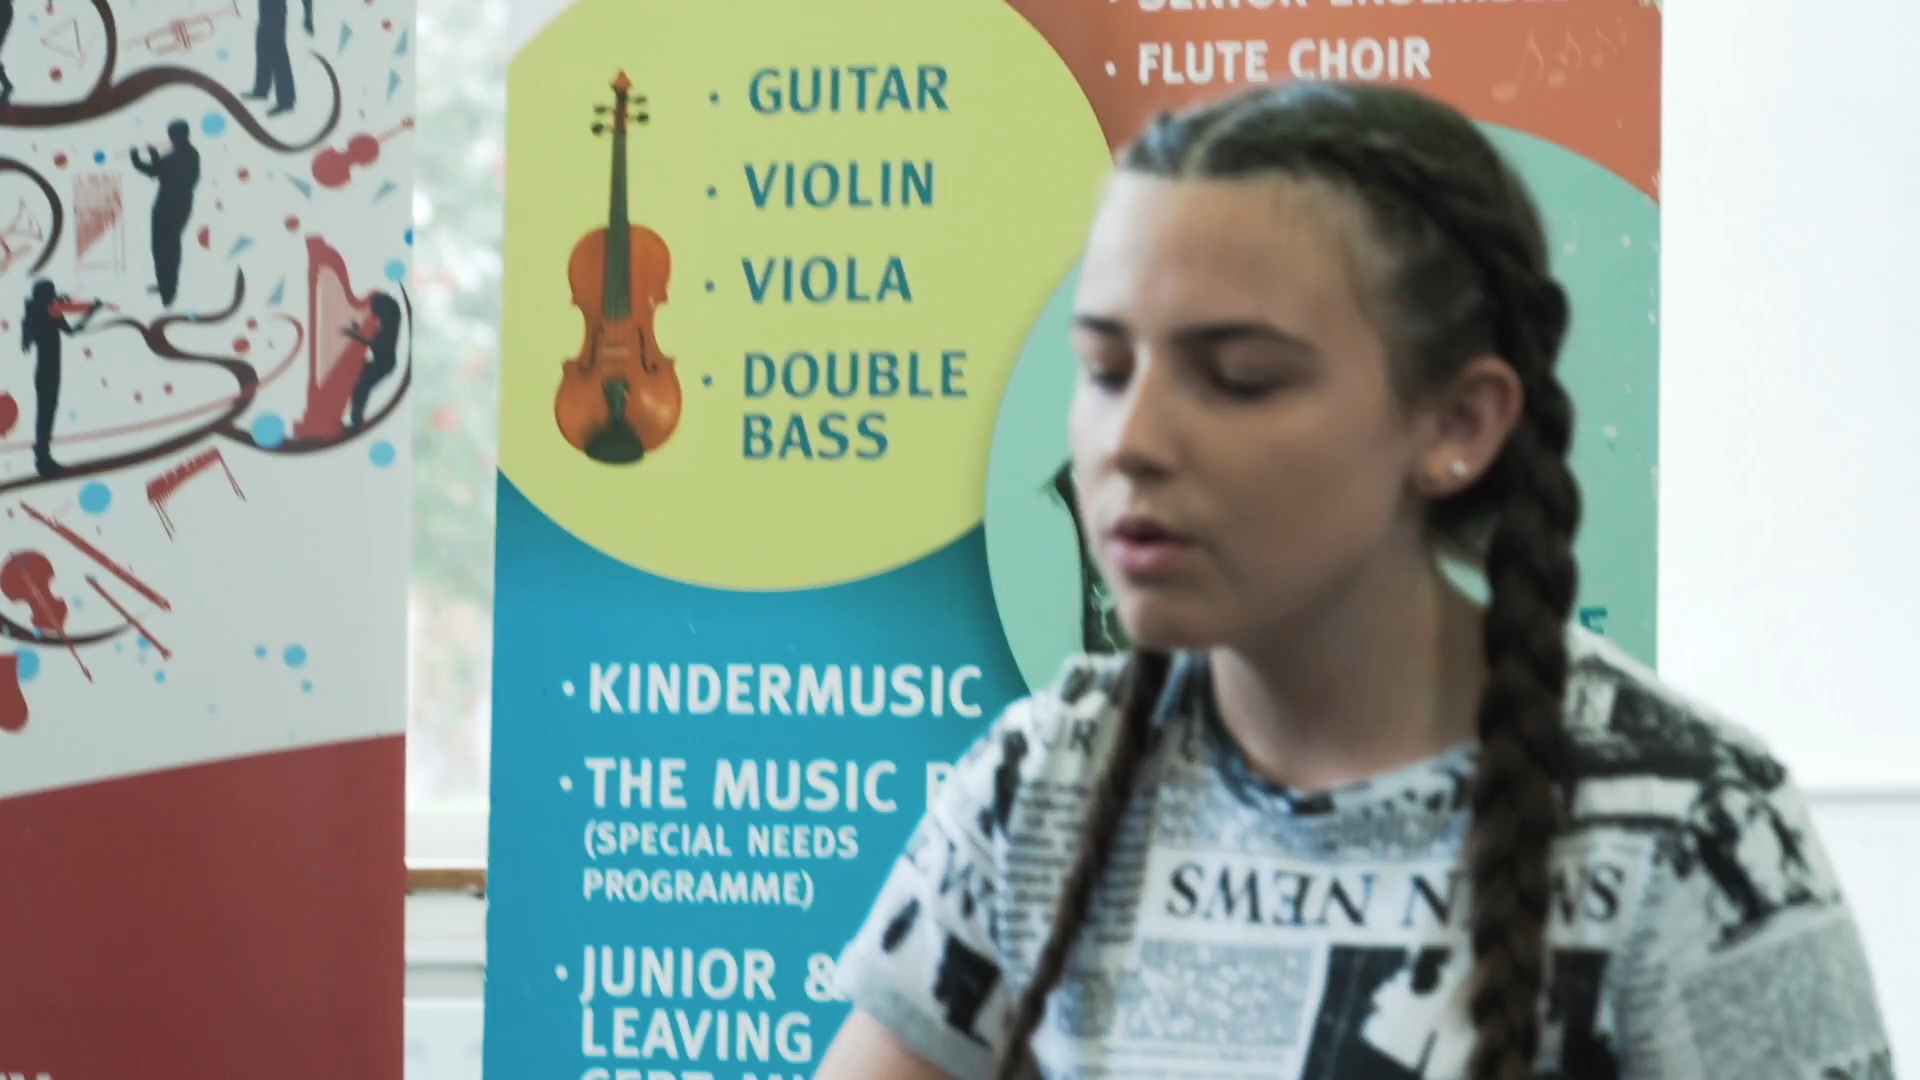 FLUTE CHOIR
GUITAR
VIOLIN
VIOLA
DOUBLE
BASS
KINDERMUSIC
THE MUSIC
(SPECIAL NEEDS
PROGRAMME)
JUNIOR &
LEAVING
NEWS